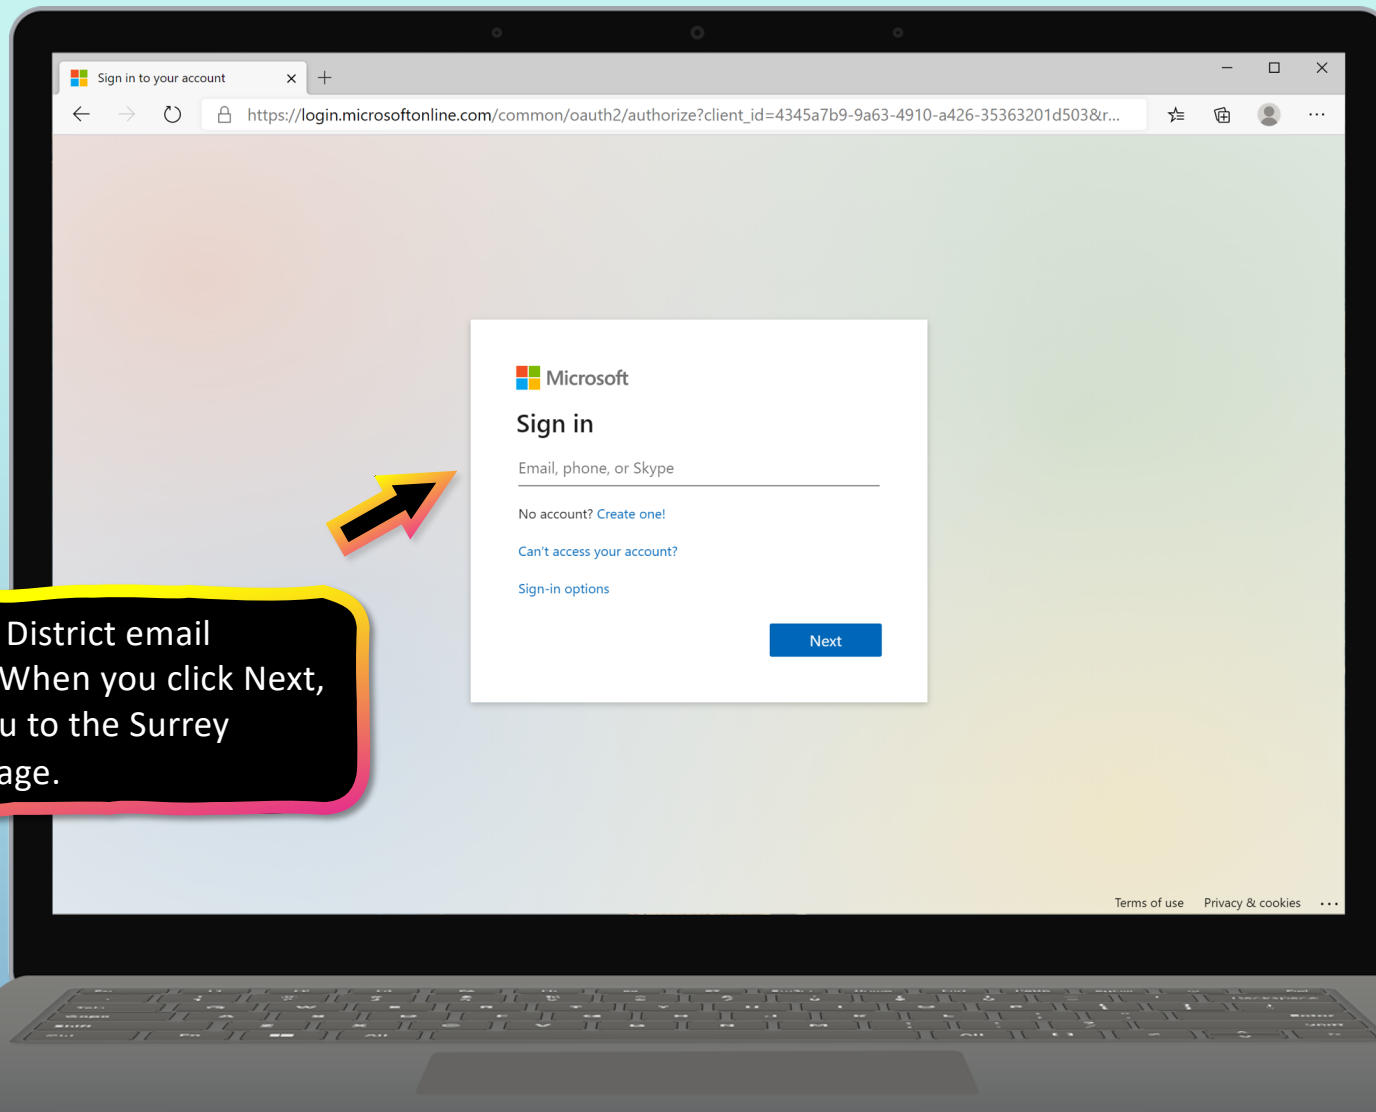 Sign in to your account
https://login.microsoftonline.com/common/oauth2/authorize?client_id=4345a7b9-9a63-4910-a426-35363201d503&r...
Microsoft
Sign in
Email, phone, or Skype
No account? Create one!
Can't access your account?
Sign-in options
Next
District email
When you click Next,
u to the Surrey
age.
Terms of use Privacy & cookies